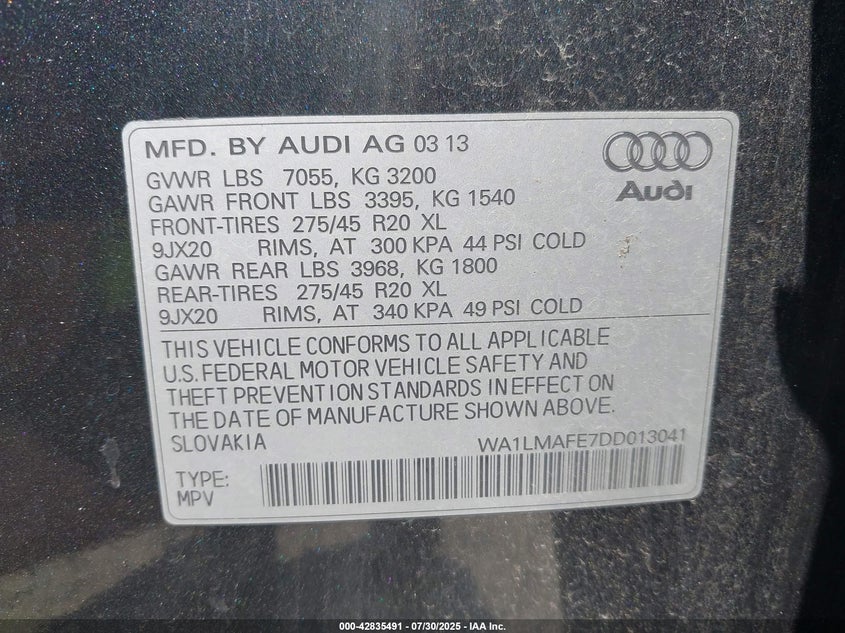 MFD. BY AUDI AG 03 13
Audi
GVWR LBS 7055, KG 3200
GAWR FRONT LBS 3395, KG 1540
FRONT-TIRES 275/45 R20 XL
9JX20 RIMS, AT 300 KPA 44 PSI COLD
GAWR REAR LBS 3968, KG 1800
REAR-TIRES 275/45 R20 XL
9JX20 RIMS, AT 340 KPA 49 PSI COLD
THIS VEHICLE CONFORMS TO ALL APPLICABLE
U.S. FEDERAL MOTOR VEHICLE SAFETY AND
THEFT PREVENTION STANDARDS IN EFFECT ON
THE DATE OF MANUFACTURE SHOWN ABOVE.
SLOVAKIA WA1LMAFE7DD013041
TYPE:
MPV
000-42835491 - 07/30/2025 - IAA Inc.